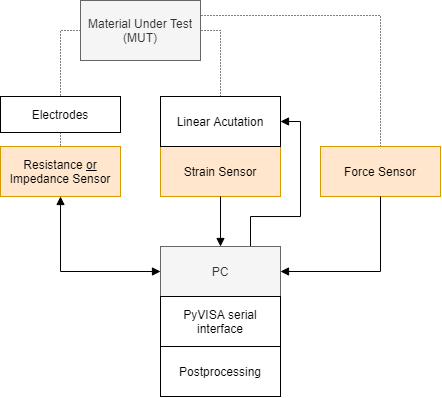 Material Under Test
(MUT)
Electrodes
Linear Acutation
Resistance or
Impedance Sensor
Strain Sensor
Force Sensor
PC
PyVISA serial
interface
Postprocessing